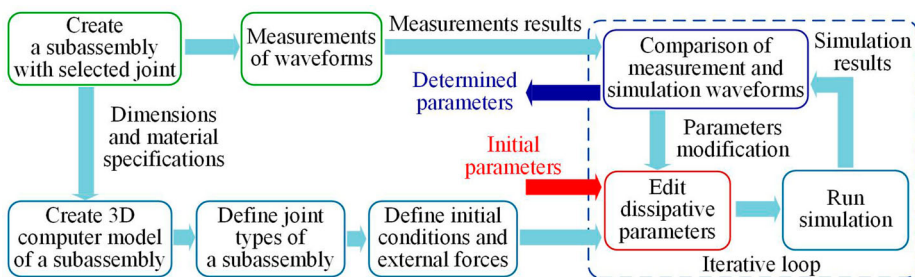 Create
a subassembly
with selected joint
Measurements
of waveforms
Measurements results
Comparison of
measurement and
simulation waveforms
Simulation
results
Determined
parameters
Dimensions
and material
specifications
Parameters
modification
Initial
parameters
Create 3D
computer model
of a subassembly
Define joint
types of
a subassembly
Define initial
conditions and
external forces
Edit
dissipative
parameters
Run
simulation
Iterative loop